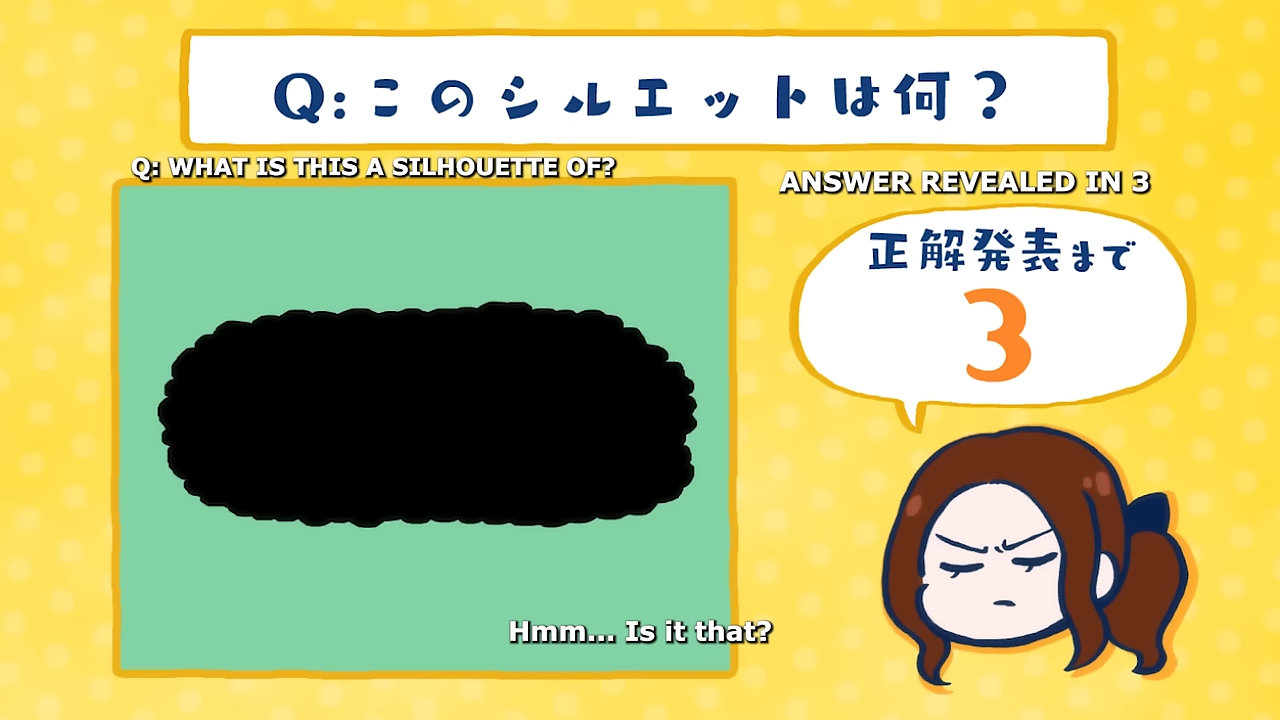 Q:このシルエットは何？
Q: WHAT IS THIS A SILHOUETTE OF?
ANSWER REVEALED IN 3
正解発表まで
3
Hmm... Is it that?